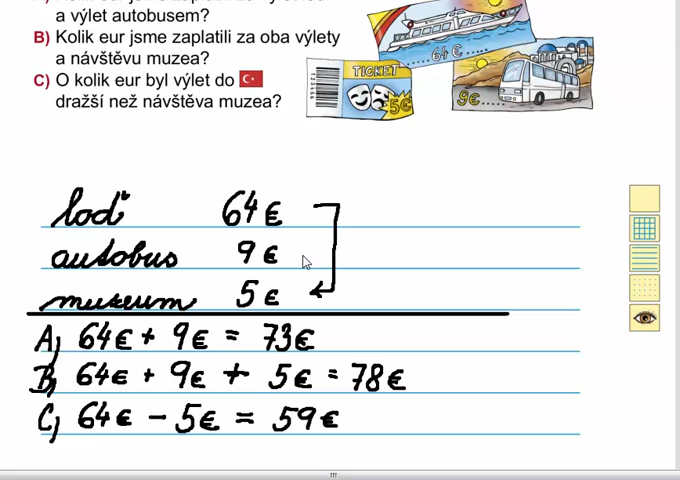 a výlet autobusem?
B) Kolik eur jsme zaplatili za oba výlety
a návštěvu muzea?
C) O kolik eur byl výlet do
dražší než návštěva muzea?
64 €
TICKET
123456
5€
9€
loď 64 €
autobus 9 €
muzeum 5 €
A) 64 € + 9 € = 73 €
B) 64 € + 9 € + 5 € = 78 €
C) 64 € - 5 € = 59 €